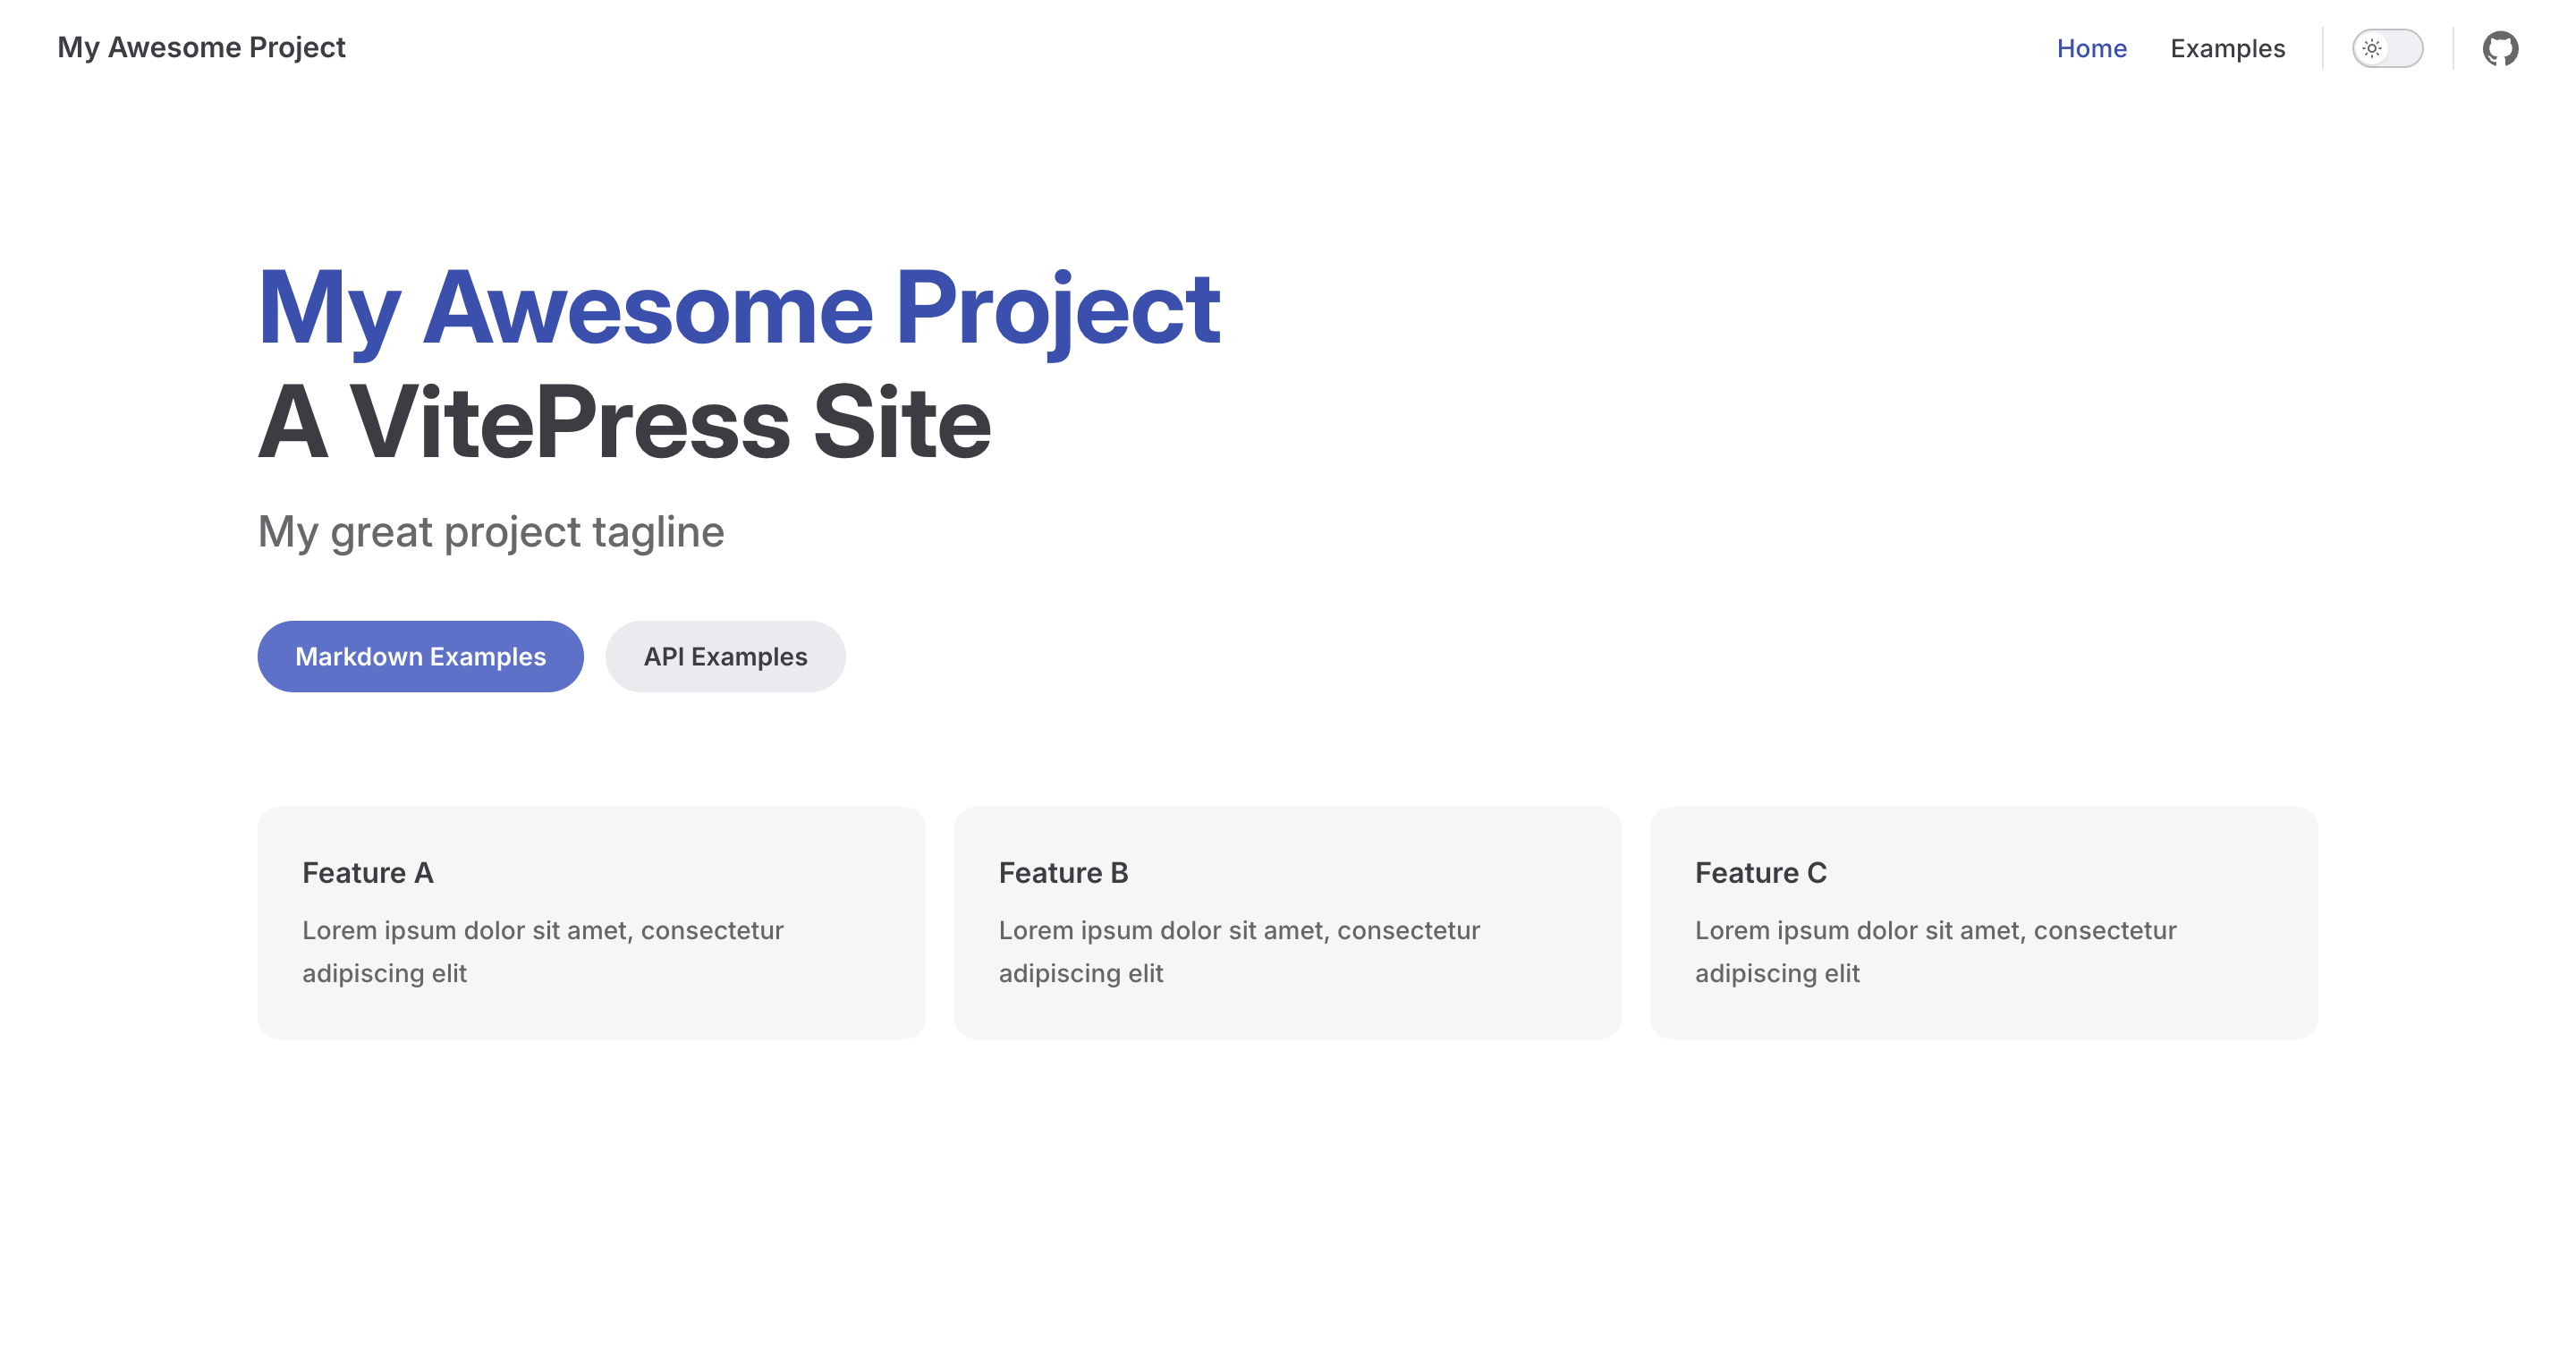 My Awesome Project
Home
Examples
My Awesome Project
A VitePress Site
My great project tagline
Markdown Examples
API Examples
Feature A
Lorem ipsum dolor sit amet, consectetur
adipiscing elit
Feature B
Lorem ipsum dolor sit amet, consectetur
adipiscing elit
Feature C
Lorem ipsum dolor sit amet, consectetur
adipiscing elit